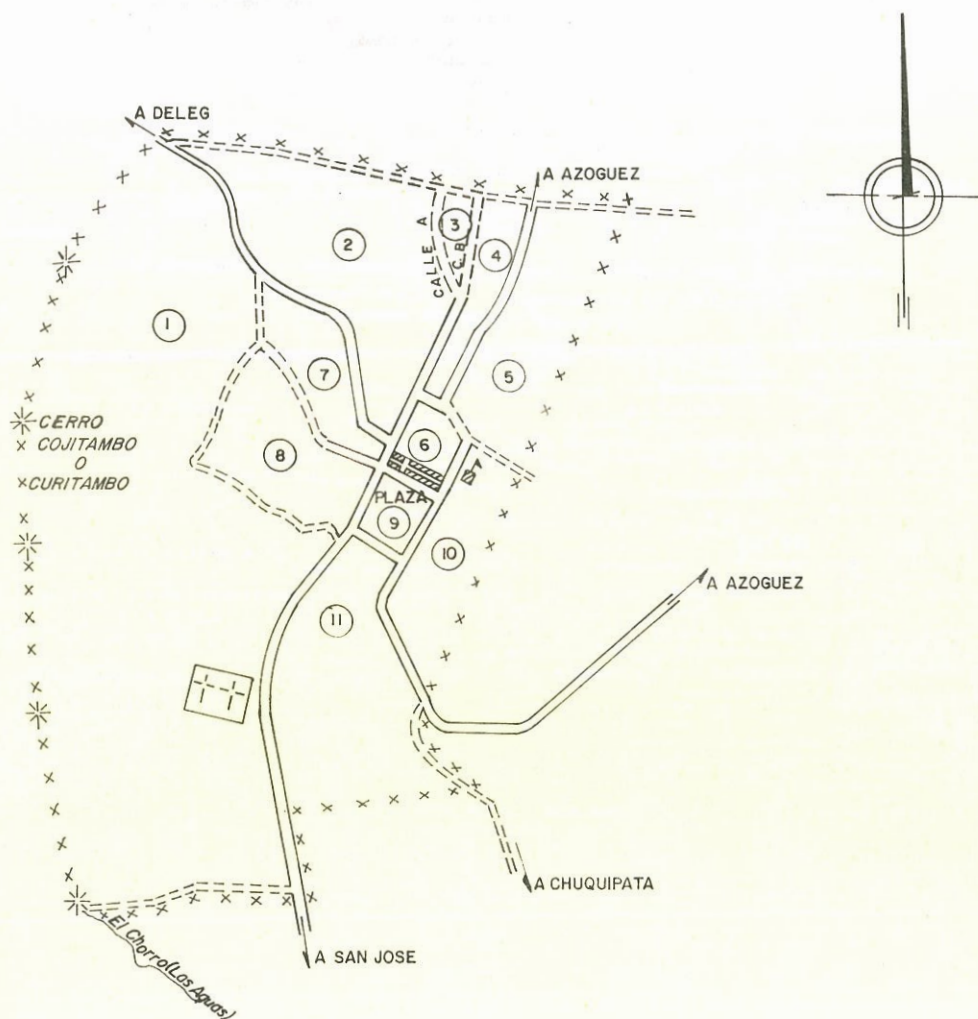 A DELEG
A AZOGUEZ
3
CALLE A
C. B
2
4
1
7
5
CERRO
COJITAMBO
O
CURITAMBO
6
8
PLAZA
9
10
A AZOGUEZ
11
A CHUQUIPATA
El Chorro(Las Aguas)
A SAN JOSE